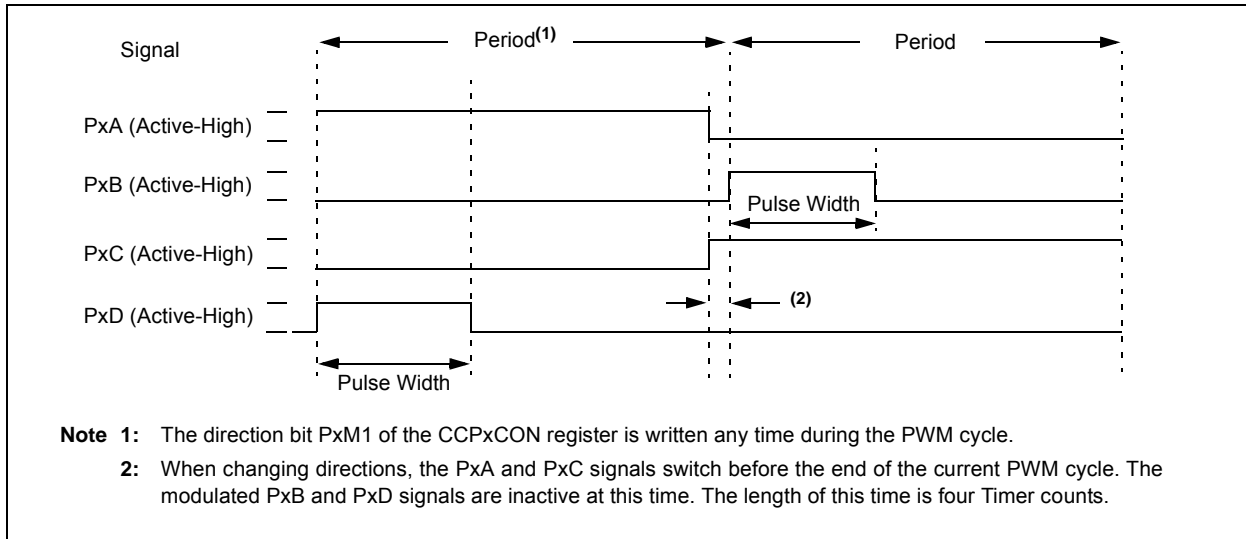 Signal
Period(1)
Period
PxA (Active-High)
PxB (Active-High)
Pulse Width
PxC (Active-High)
(2)
PxD (Active-High)
Pulse Width
Note 1: The direction bit PxM1 of the CCPxCON register is written any time during the PWM cycle.
2: When changing directions, the PxA and PxC signals switch before the end of the current PWM cycle. The
modulated PxB and PxD signals are inactive at this time. The length of this time is four Timer counts.